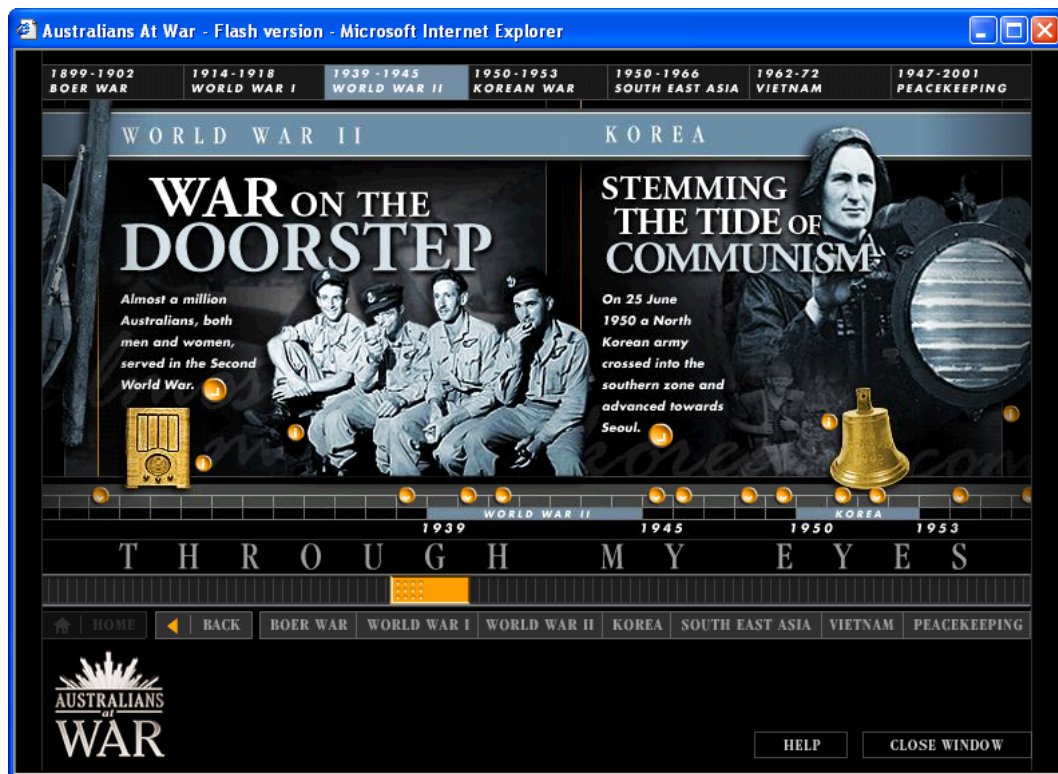 Australians At War - Flash version - Microsoft Internet Explorer
1899-1902
BOER WAR
1914-1918
WORLD WAR I
1939 -1945
WORLD WAR II
1950-1953
KOREAN WAR
1950-1966
SOUTH EAST ASIA
1962-72
VIETNAM
1947-2001
PEACEKEEPING
WORLD WAR II
KOREA
WAR ON THE
DOORSTEP
Almost a million
Australians, both
men and women,
served in the Second
World War.
STEMMING
THE TIDE OF
COMMUNISM
On 25 June
1950 a North
Korean army
crossed into the
southern zone and
advanced towards
Seoul.
WORLD WAR II
KOREA
1939
1945
1950
1953
THROUGH MY EYES
HOME
BACK
BOER WAR
WORLD WAR I
WORLD WAR II
KOREA
SOUTH EAST ASIA
VIETNAM
PEACEKEEPING
AUSTRALIANS
at
WAR
HELP
CLOSE WINDOW